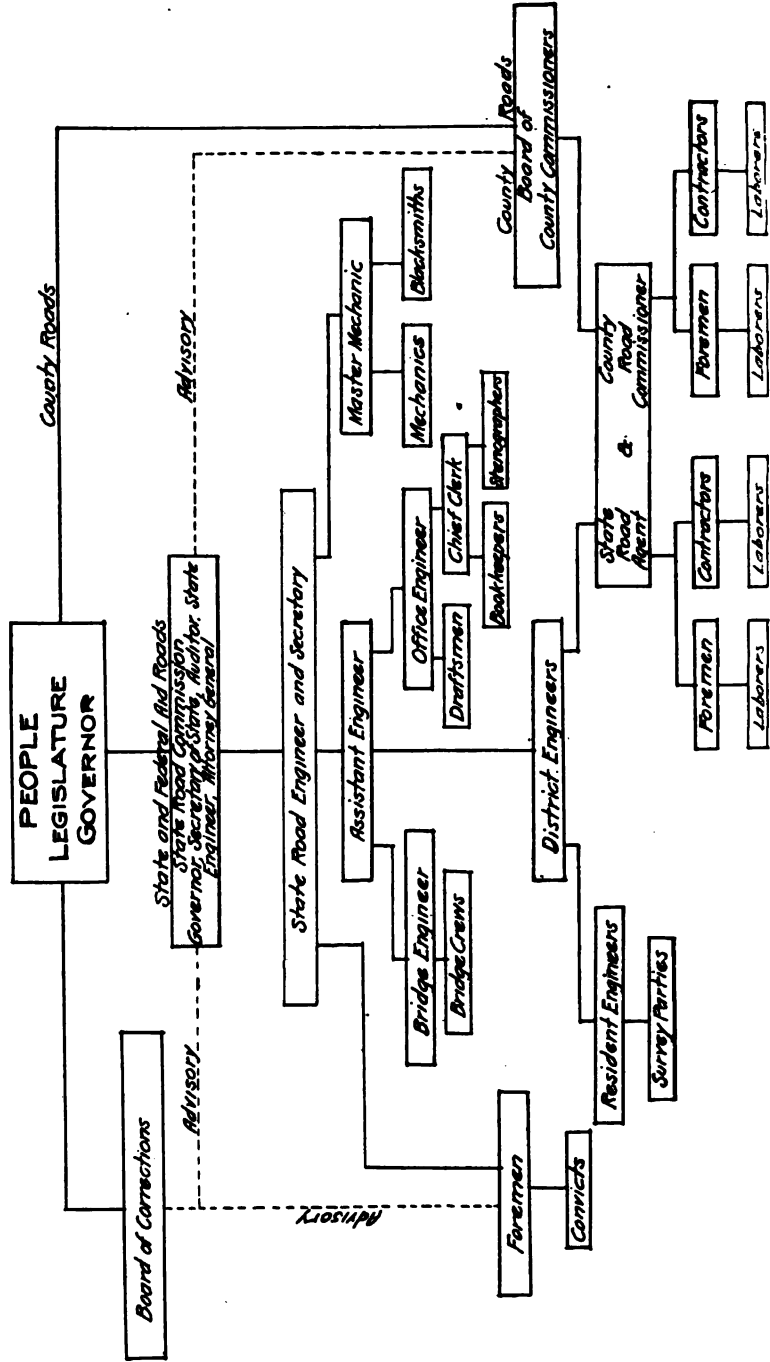 PEOPLE
LEGISLATURE
GOVERNOR
County Roads
Board of Corrections
State and Federal Aid Roads
State Road Commission
Governor, Secretary of State, Auditor, State
Engineer, Attorney General
Advisory
Advisory
Advisory
State Road Engineer and Secretary
Assistant Engineer
Master Mechanic
Mechanics
Blacksmiths
Bridge Engineer
Bridge Crews
Office Engineer
Draftsmen
Chief Clerk
Bookkeepers
Stenographers
County Roads
Board of
County Commissioners
Foremen
Convicts
District Engineers
Resident Engineers
Survey Parties
State
Road
Agent
&
County
Road
Commissioner
Foremen
Contractors
Foremen
Contractors
Laborers
Laborers
Laborers
Laborers